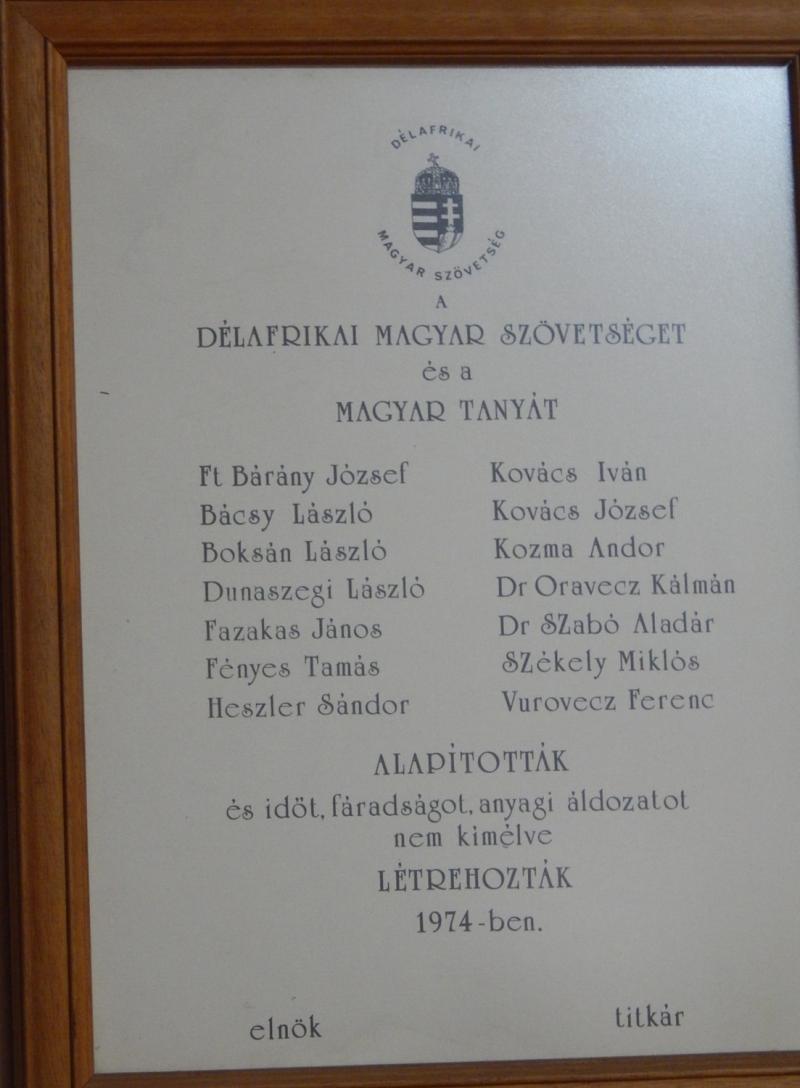 DÉLAFRIKAI
MAGYAR SZÖVETSÉG
A
DÉLAFRIKAI MAGYAR SZÖVETSÉGET
és a
MAGYAR TANYÁT
Ft Bárány József
Bácsy László
Boksán László
Dunaszegi László
Fazakas János
Fényes Tamás
Heszler Sándor
Kovács Iván
Kovács József
Kozma Andor
Dr Oravecz Kálmán
Dr SZabó Aladár
SZékely Miklós
Vurovecz Ferenc
ALAPÍTOTTÁK
és időt, fáradságot, anyagi áldozatot
nem kimélve
LÉTREHOZTÁK
1974-ben.
elnök
titkár